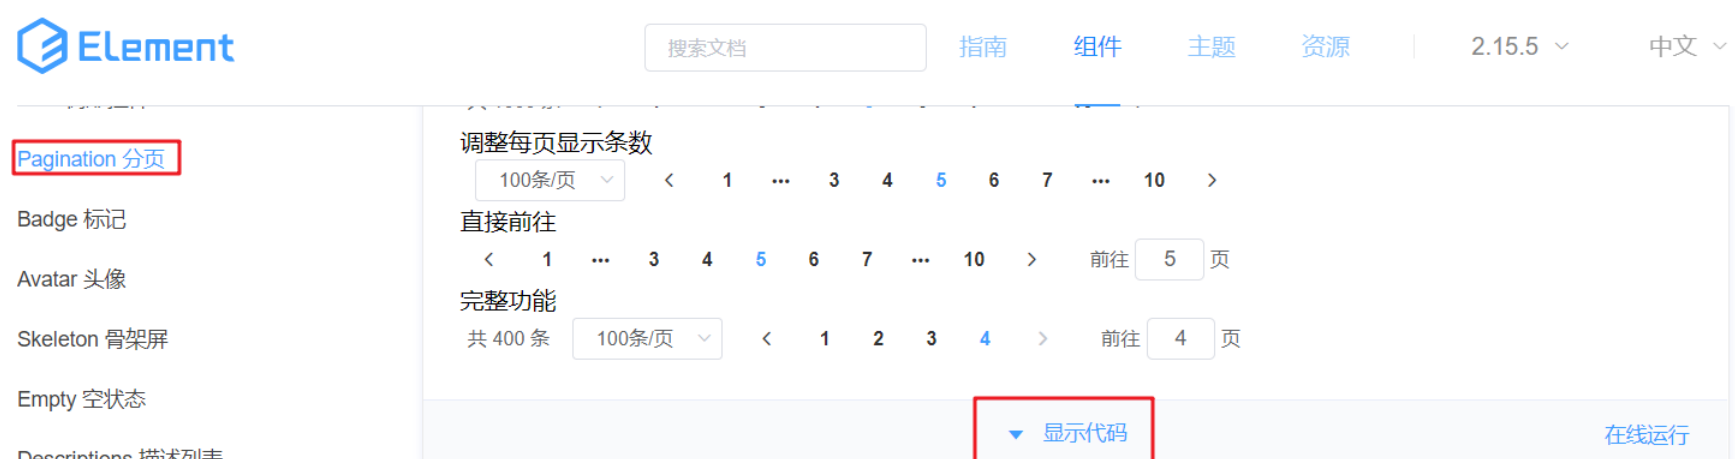 Element
搜索文档
指南
组件
主题
资源
2.15.5
中文
Pagination 分页
Badge 标记
Avatar 头像
Skeleton 骨架屏
Empty 空状态
Descriptions 描述列表
调整每页显示条数
100条/页 1 ••• 3 4 5 6 7 ••• 10
直接前往
1 ••• 3 4 5 6 7 ••• 10 前往 5 页
完整功能
共 400 条 100条/页 1 2 3 4 前往 4 页
显示代码
在线运行